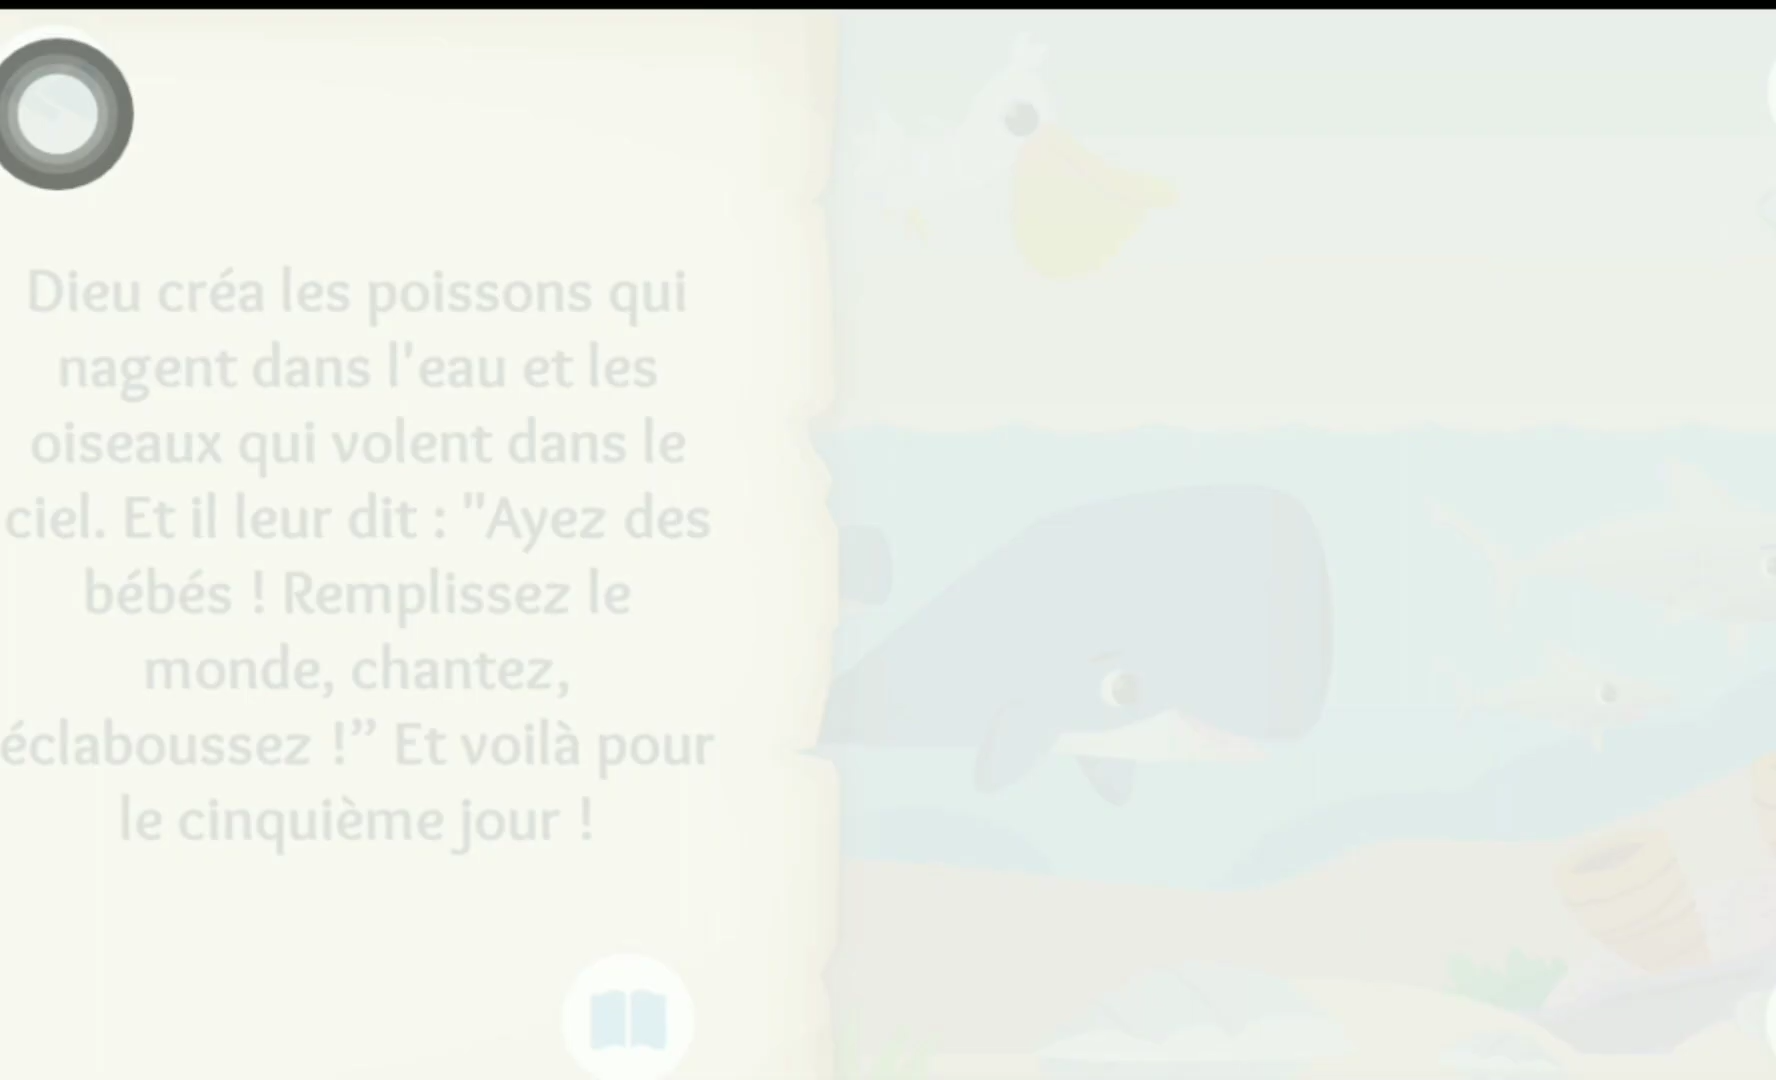 Dieu créa les poissons qui
nagent dans l'eau et les
oiseaux qui volent dans le
ciel. Et il leur dit : "Ayez des
bébés ! Remplissez le
monde, chantez,
éclaboussez !” Et voilà pour
le cinquième jour !